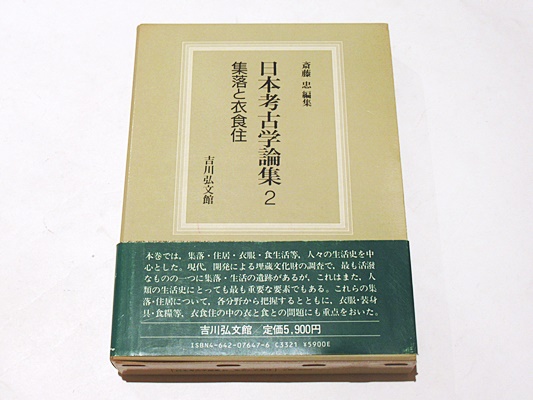 斎藤 忠 編集
日本考古学論集2
集落と衣食住
吉川弘文館
本巻では、集落・住居・衣服・食生活等、人々の生活史を中
心とした。現代、開発による埋蔵文化財の調査で、最も活潑
なものの一つに集落・生活の遺跡があるが、これはまた、人
類の生活史にとっても最も重要な要素でもある。これらの集
落・住居について、各分野から把握するとともに、衣服・装身
具・食糧等、衣食住の中の衣と食との問題にも重点をおいた。
吉川弘文館 定価5,900円
ISBN4-642-07647-6 C3321 ¥5900E